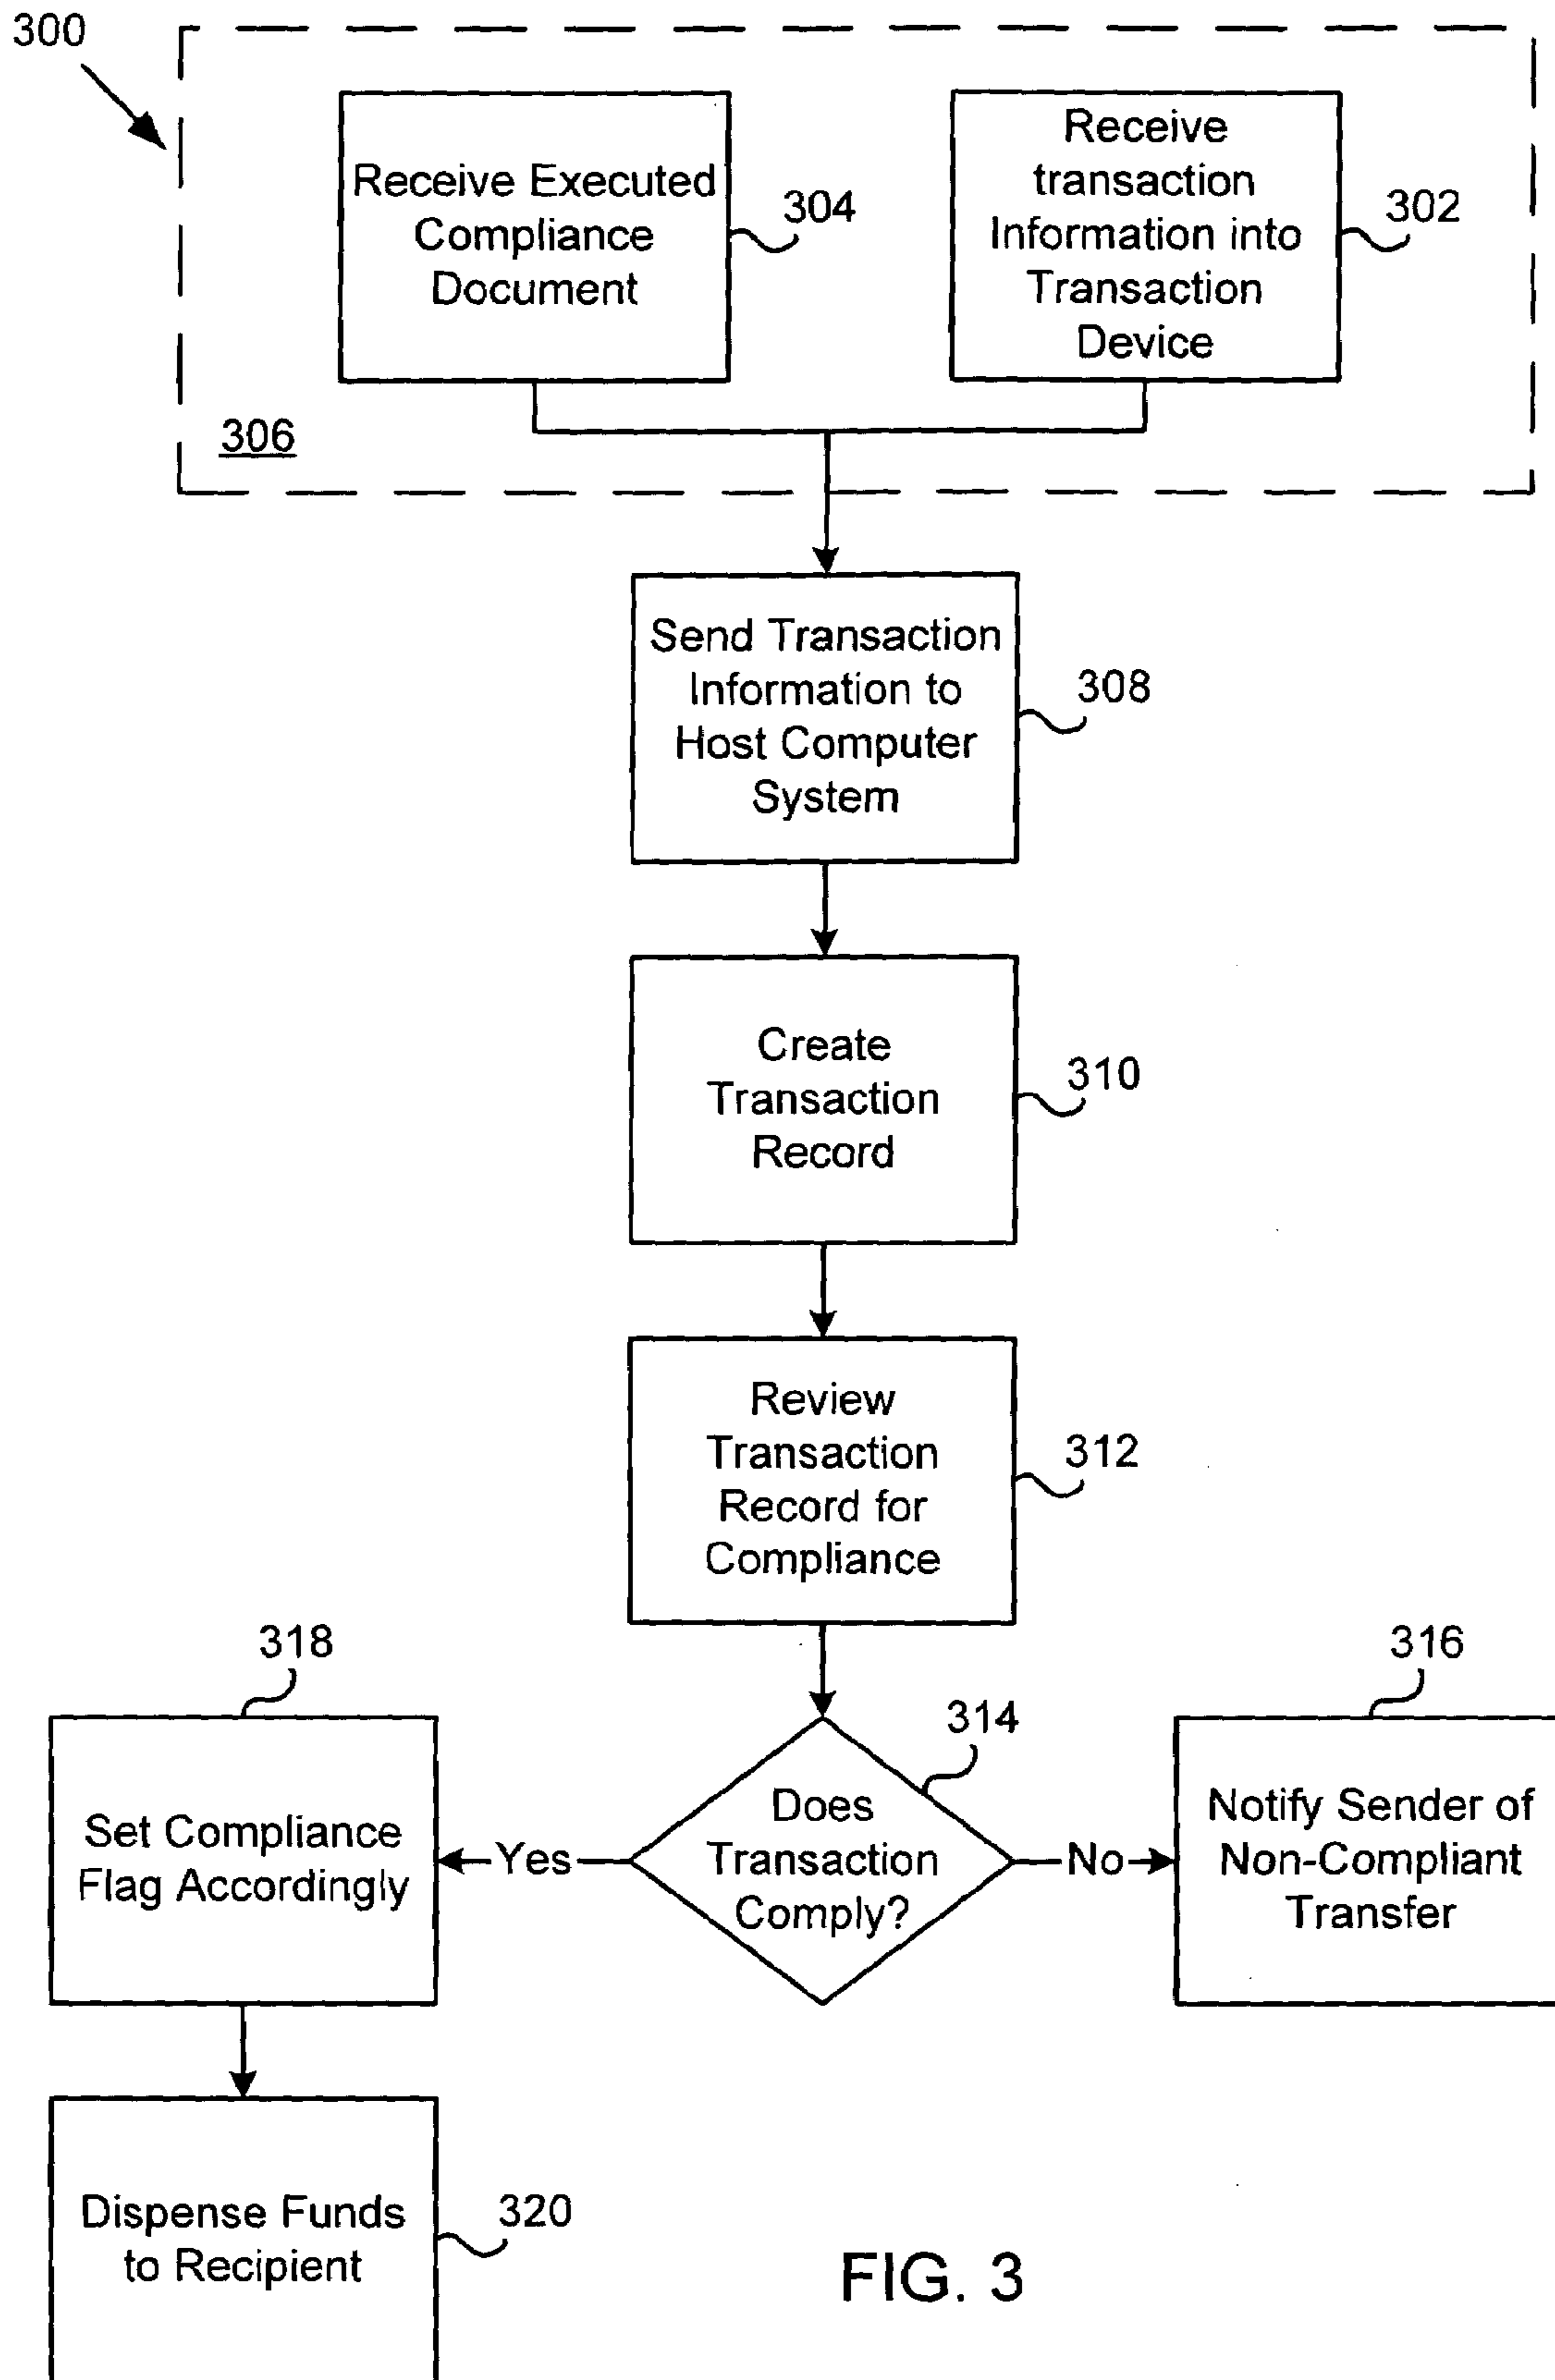 300
Receive Executed
Compliance
Document
304
Receive
transaction
Information into
Transaction
Device
302
306
Send Transaction
Information to
Host Computer
System
308
Create
Transaction
Record
310
Review
Transaction
Record for
Compliance
312
318
316
314
Set Compliance
Flag Accordingly
Yes
Does
Transaction
Comply?
No
Notify Sender of
Non-Compliant
Transfer
Dispense Funds
to Recipient
320
FIG. 3